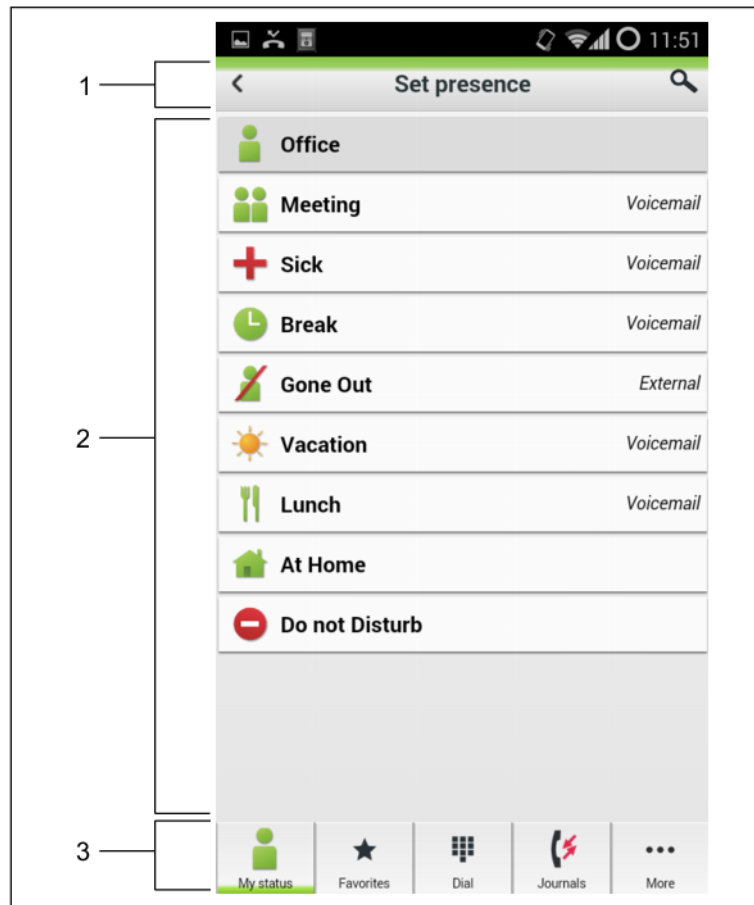 11:51
1
Set presence
2
Office
Meeting Voicemail
Sick Voicemail
Break Voicemail
Gone Out External
Vacation Voicemail
Lunch Voicemail
At Home
Do not Disturb
3
My status Favorites Dial Journals More